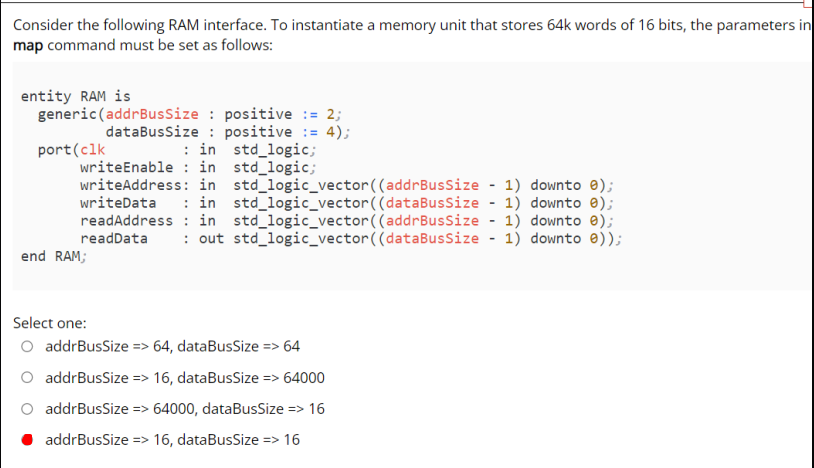 Consider the following RAM interface. To instantiate a memory unit that stores 64k words of 16 bits, the parameters in
map command must be set as follows:
entity RAM is
generic(addrBusSize : positive := 2;
dataBusSize : positive := 4);
port(clk : in std_logic;
writeEnable : in std_logic;
writeAddress: in std_logic_vector((addrBusSize - 1) downto 0);
writeData : in std_logic_vector((dataBusSize - 1) downto 0);
readAddress : in std_logic_vector((addrBusSize - 1) downto 0);
readData : out std_logic_vector((dataBusSize - 1) downto 0));
end RAM;
Select one:
addrBusSize => 64, dataBusSize => 64
addrBusSize => 16, dataBusSize => 64000
addrBusSize => 64000, dataBusSize => 16
addrBusSize => 16, dataBusSize => 16